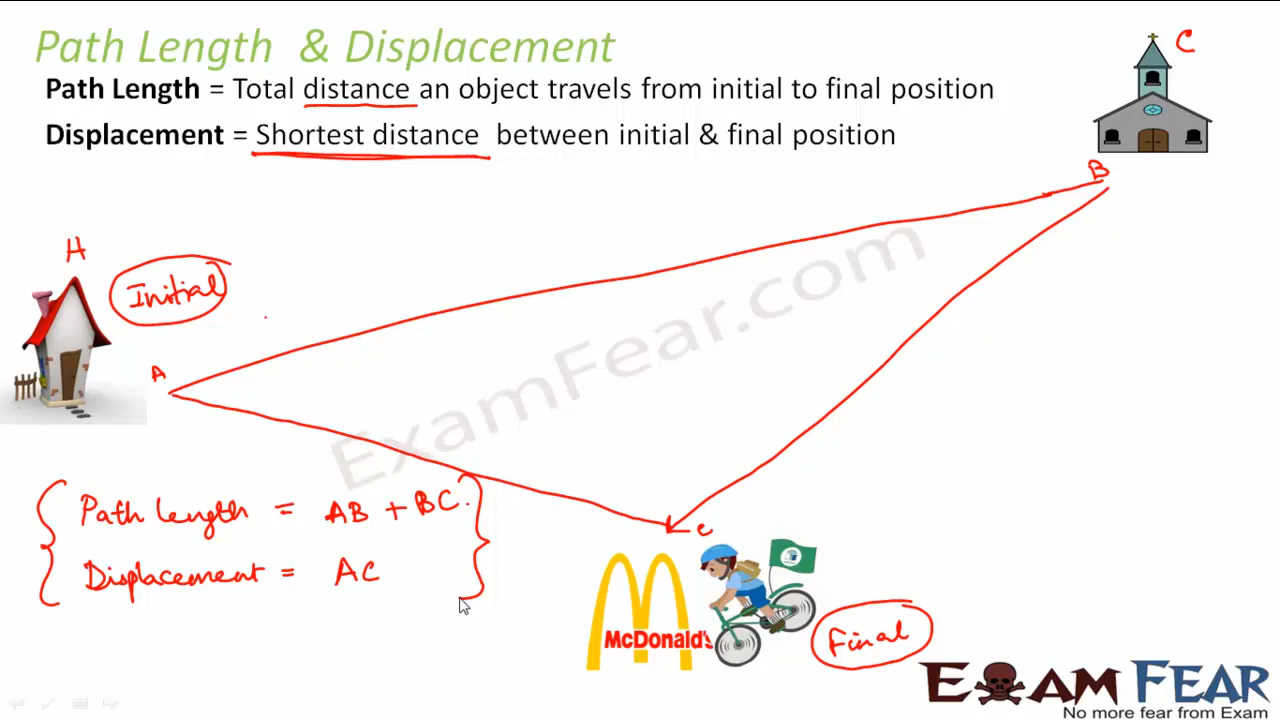 Path Length & Displacement
C
Path Length = Total distance an object travels from initial to final position
Displacement = Shortest distance between initial & final position
B
H
Initial
ExamFear.com
A
Path length = AB + BC.
Displacement = AC
C
McDonald's
Final
EXAM FEAR
No more fear from Exam